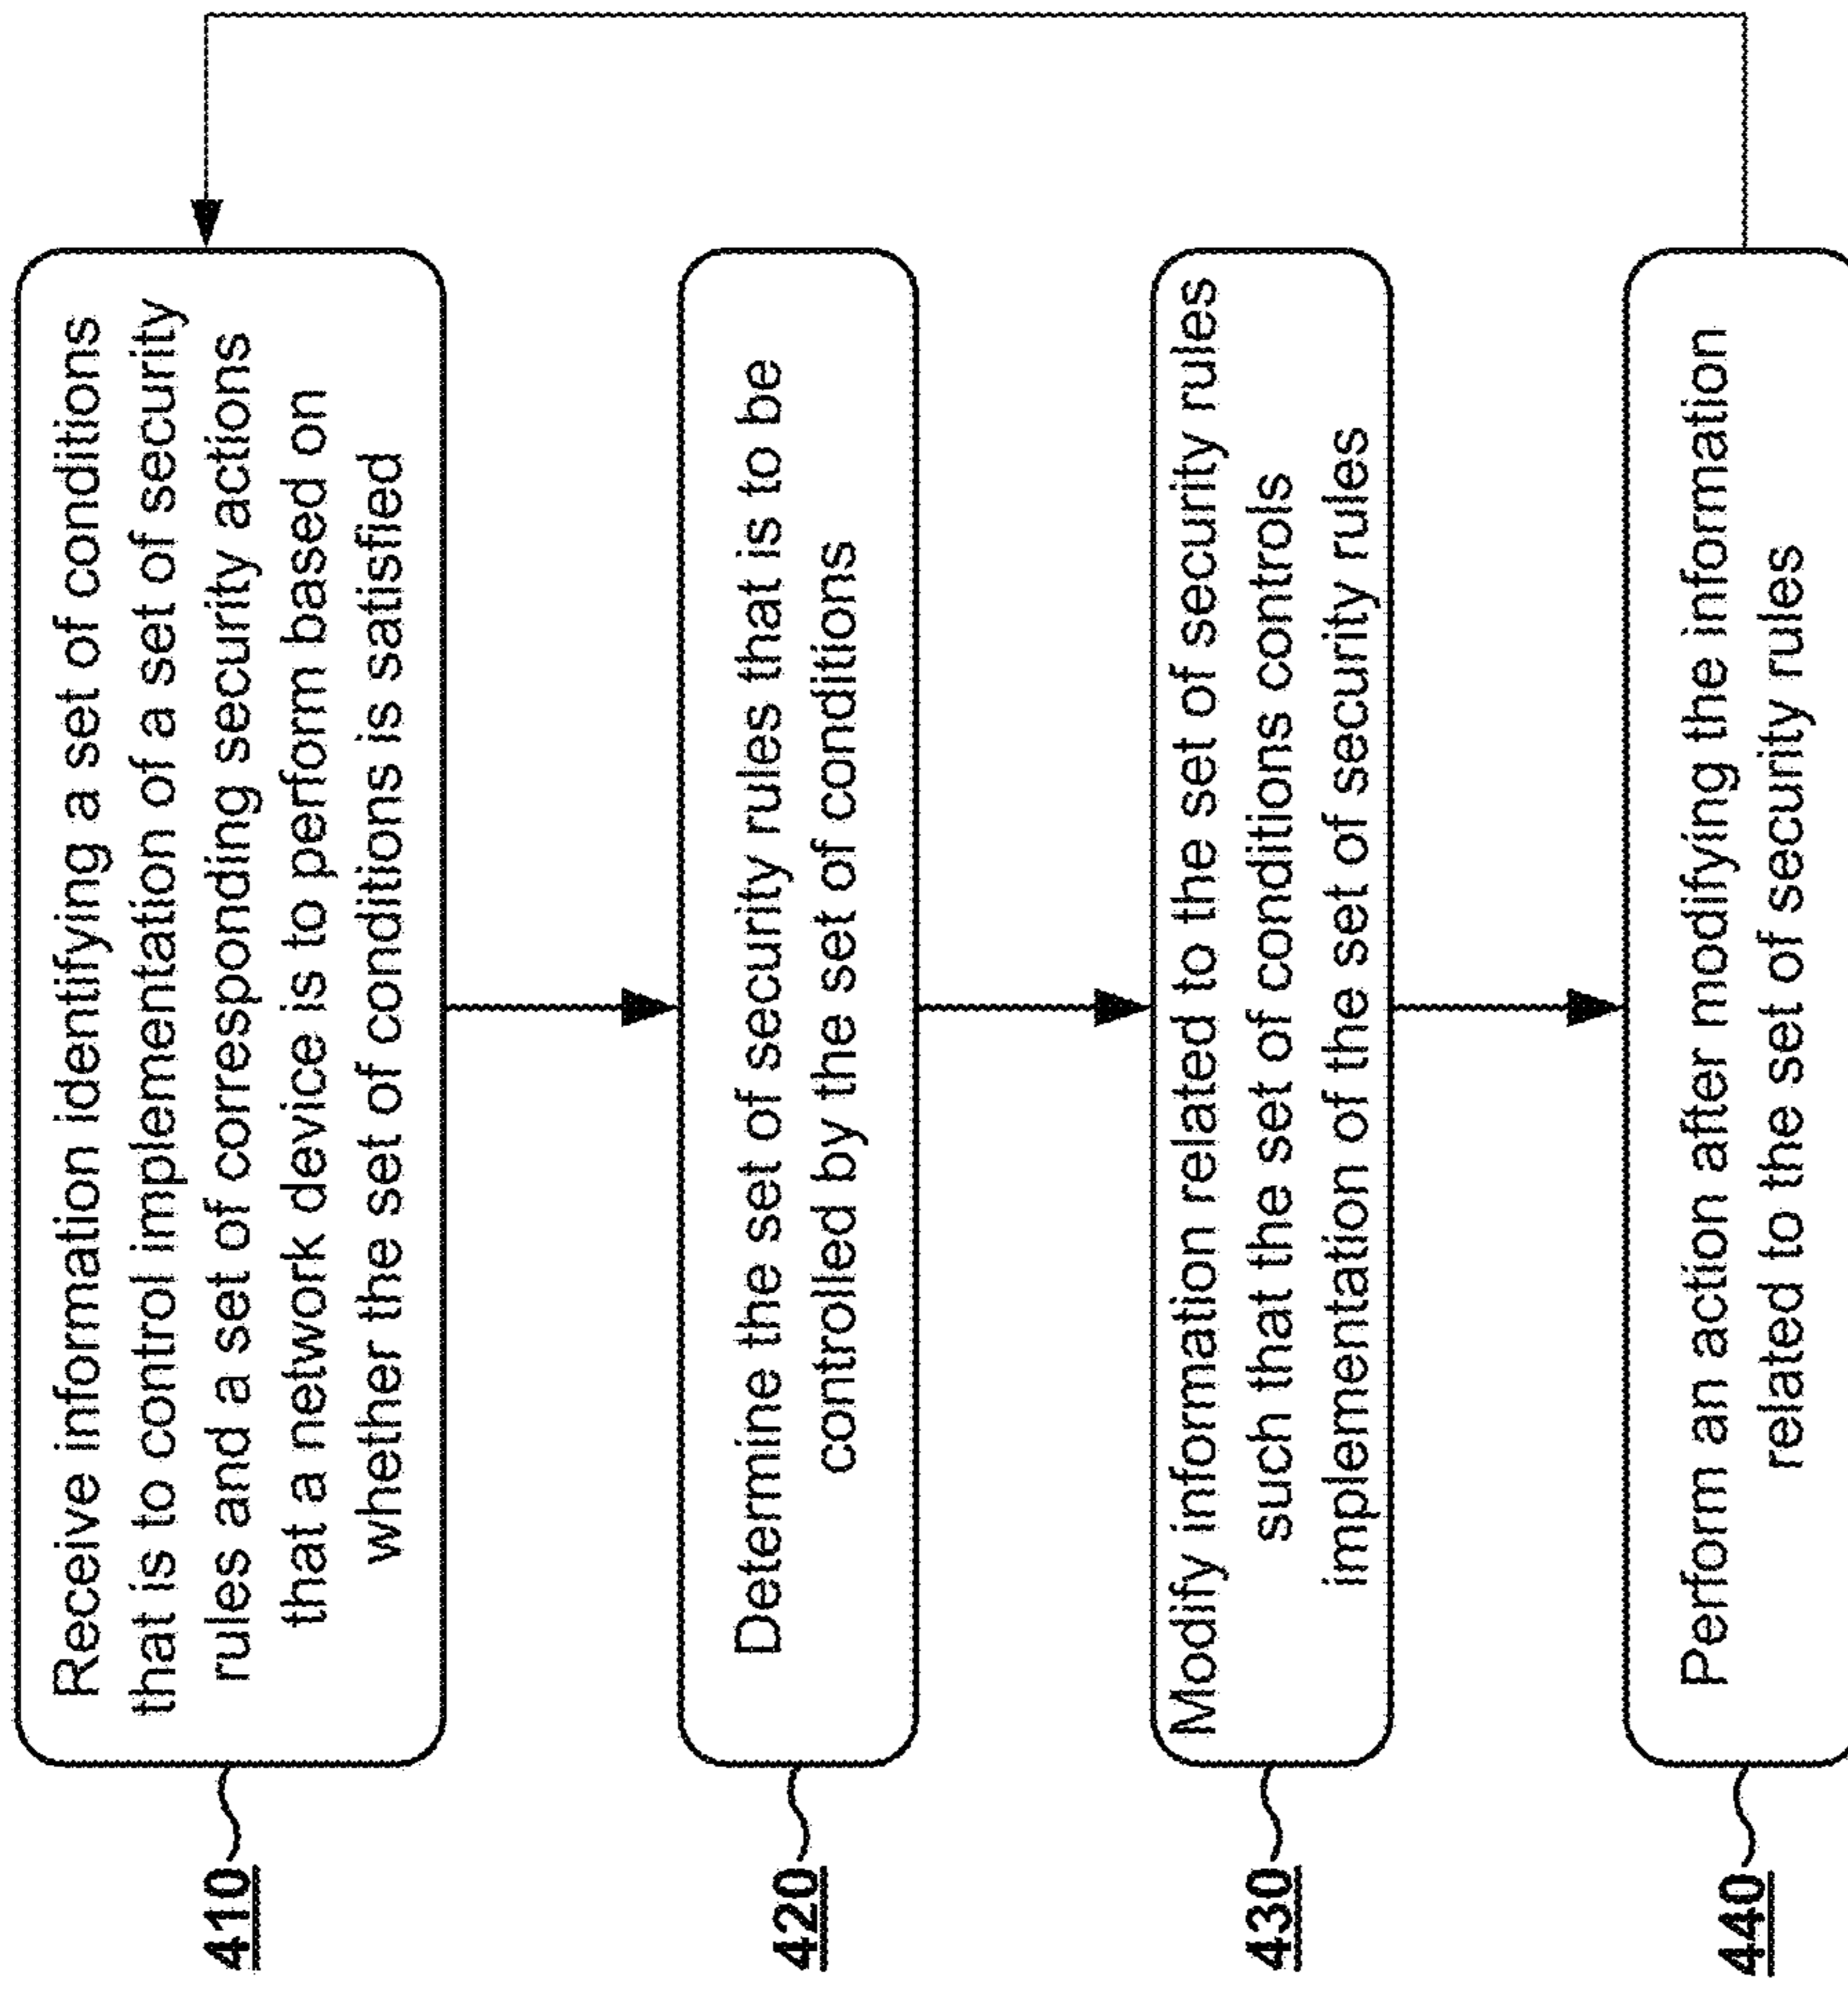 410
Receive information identifying a set of conditions
that is to control implementation of a set of security
rules and a set of corresponding security actions
that a network device is to perform based on
whether the set of conditions is satisfied
420
Determine the set of security rules that is to be
controlled by the set of conditions
430
Modify information related to the set of security rules
such that the set of conditions controls
implementation of the set of security rules
440
Perform an action after modifying the information
related to the set of security rules